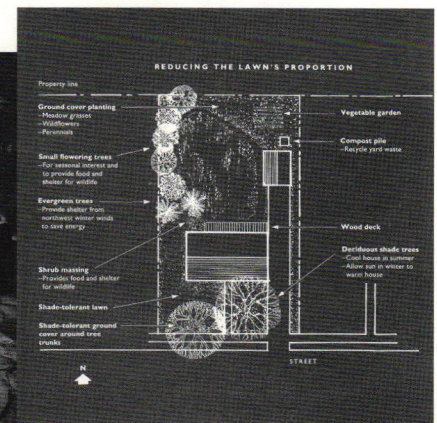 REDUCING THE LAWN'S PROPORTION
Property line
Ground cover planting
–Meadow grasses
–Wildflowers
–Perennials
Small flowering trees
–For seasonal interest and
to provide food and
shelter for wildlife
Evergreen trees
–Provide shelter from
northwest winter winds
to save energy
Shrub massing
–Provides food and shelter
for wildlife
Shade-tolerant lawn
Shade-tolerant ground
cover around tree
trunks
Vegetable garden
Compost pile
–Recycle yard waste
Wood deck
Deciduous shade trees
–Cool house in summer
–Allow sun in winter to
warm house
STREET
N